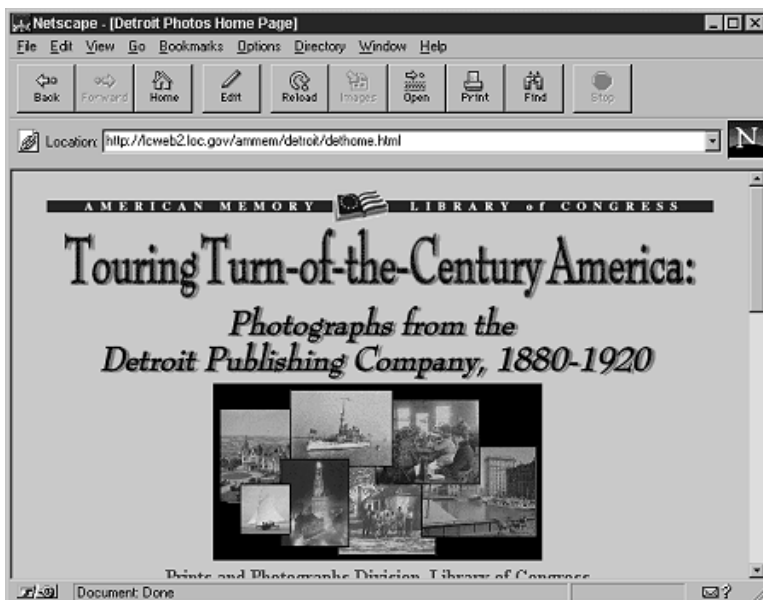 Netscape - [Detroit Photos Home Page]
File Edit View Go Bookmarks Options Directory Window Help
Back Forward Home Edit Reload Images Open Print Find Stop
Location: http://lcweb2.loc.gov/ammem/detroit/dethome.html
N
AMERICAN MEMORY LIBRARY of CONGRESS
Touring Turn-of-the-Century America:
Photographs from the
Detroit Publishing Company, 1880-1920
Prints and Photographs Division, Library of Congress
Document: Done
?